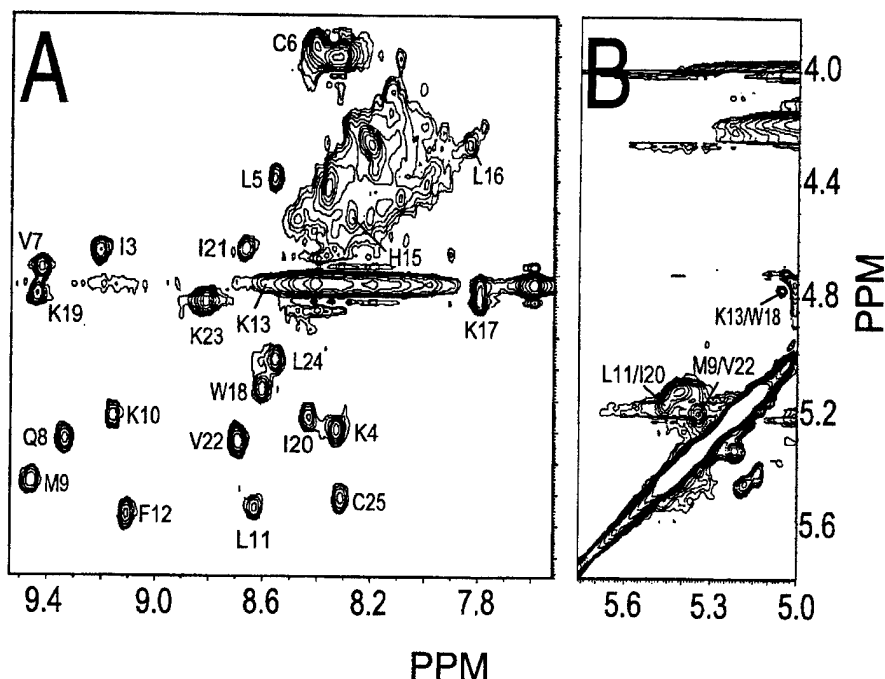 A
C6
L5
L16
V7
I3
I21
H15
K19
K23
K13
K17
L24
W18
K10
Q8
V22
I20
K4
M9
F12
L11
C25
9.4 9.0 8.6 8.2 7.8
PPM
B
4.0
4.4
4.8
5.2
5.6
PPM
K13/W18
L11/I20
M9/V22
5.6 5.3 5.0